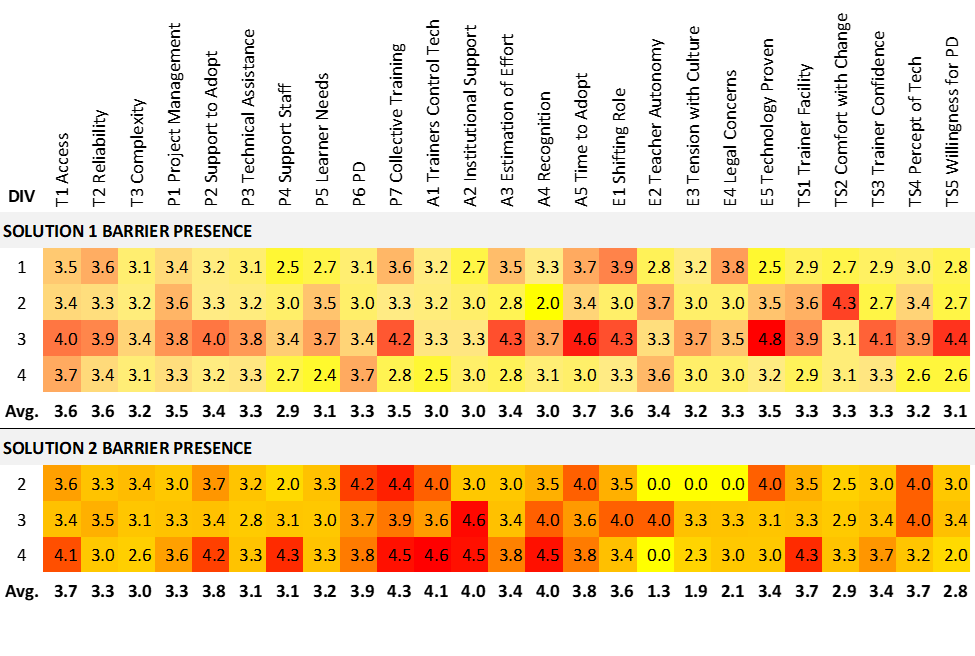 DIV T1 Access T2 Reliability T3 Complexity P1 Project Management P2 Support to Adopt P3 Technical Assistance P4 Support Staff P5 Learner Needs P6 PD P7 Collective Training A1 Trainers Control Tech A2 Institutional Support A3 Estimation of Effort A4 Recognition A5 Time to Adopt E1 Shifting Role E2 Teacher Autonomy E3 Tension with Culture E4 Legal Concerns E5 Technology Proven TS1 Trainer Facility TS2 Comfort with Change TS3 Trainer Confidence TS4 Percept of Tech TS5 Willingness for PD
SOLUTION 1 BARRIER PRESENCE
1 3.5 3.6 3.1 3.4 3.2 3.1 2.5 2.7 3.1 3.6 3.2 2.7 3.5 3.3 3.7 3.9 2.8 3.2 3.8 2.5 2.9 2.7 2.9 3.0 2.8
2 3.4 3.3 3.2 3.6 3.3 3.2 3.0 3.5 3.0 3.3 3.2 3.0 2.8 2.0 3.4 3.0 3.7 3.0 3.0 3.5 3.6 4.3 2.7 3.4 2.7
3 4.0 3.9 3.4 3.8 4.0 3.8 3.4 3.7 3.4 4.2 3.3 3.3 4.3 3.7 4.6 4.3 3.3 3.7 3.5 4.8 3.9 3.1 4.1 3.9 4.4
4 3.7 3.4 3.1 3.3 3.2 3.3 2.7 2.4 3.7 2.8 2.5 3.0 2.8 3.1 3.0 3.3 3.6 3.0 3.0 3.2 2.9 3.1 3.3 2.6 2.6
Avg. 3.6 3.6 3.2 3.5 3.4 3.3 2.9 3.1 3.3 3.5 3.0 3.0 3.4 3.0 3.7 3.6 3.4 3.2 3.3 3.5 3.3 3.3 3.3 3.2 3.1
SOLUTION 2 BARRIER PRESENCE
2 3.6 3.3 3.4 3.0 3.7 3.2 2.0 3.3 4.2 4.4 4.0 3.0 3.0 3.5 4.0 3.5 0.0 0.0 0.0 4.0 3.5 2.5 3.0 4.0 3.0
3 3.4 3.5 3.1 3.3 3.4 2.8 3.1 3.0 3.7 3.9 3.6 4.6 3.4 4.0 3.6 4.0 4.0 3.3 3.3 3.1 3.3 2.9 3.4 4.0 3.4
4 4.1 3.0 2.6 3.6 4.2 3.3 4.3 3.3 3.8 4.5 4.6 4.5 3.8 4.5 3.8 3.4 0.0 2.3 3.0 3.0 4.3 3.3 3.7 3.2 2.0
Avg. 3.7 3.3 3.0 3.3 3.8 3.1 3.1 3.2 3.9 4.3 4.1 4.0 3.4 4.0 3.8 3.6 1.3 1.9 2.1 3.4 3.7 2.9 3.4 3.7 2.8